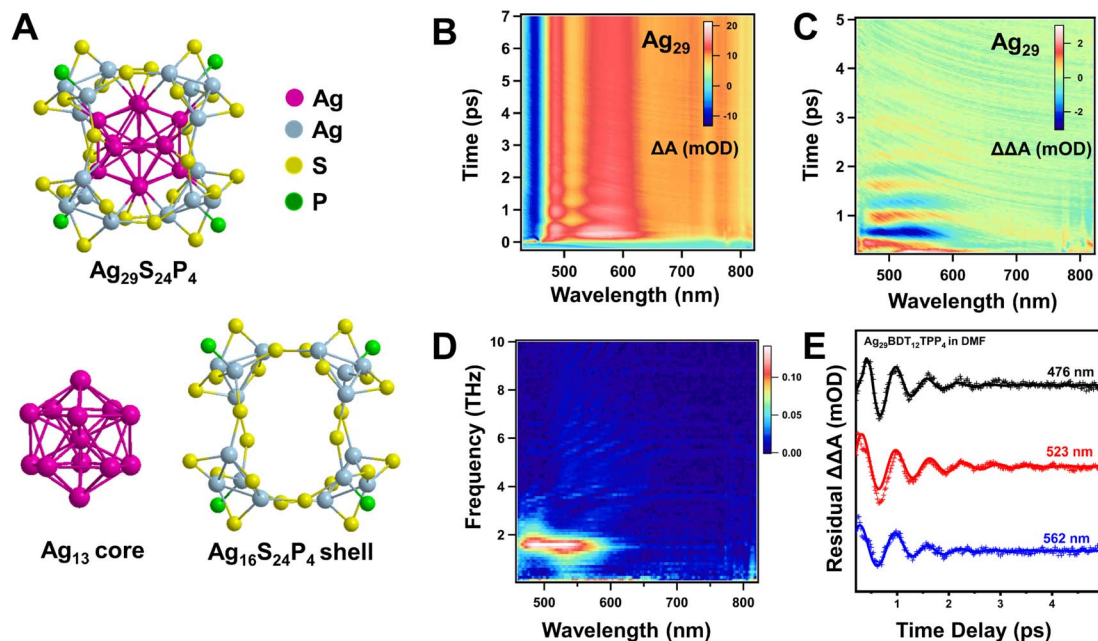 A
Ag
Ag
S
P
Ag₂₉S₂₄P₄
Ag₁₃ core
Ag₁₆S₂₄P₄ shell
B
Ag₂₉
20
10
0
-10
ΔA (mOD)
Time (ps)
7
6
5
4
3
2
1
0
500
600
700
800
Wavelength (nm)
C
Ag₂₉
2
0
-2
ΔΔA (mOD)
Time (ps)
5
4
3
2
1
500
600
700
800
Wavelength (nm)
D
Frequency (THz)
10
8
6
4
2
0.10
0.05
0.00
500
600
700
800
Wavelength (nm)
E
Ag₂₉BDT₁₂TPP₄ in DMF
476 nm
523 nm
562 nm
Residual ΔΔA (mOD)
1
2
3
4
Time Delay (ps)